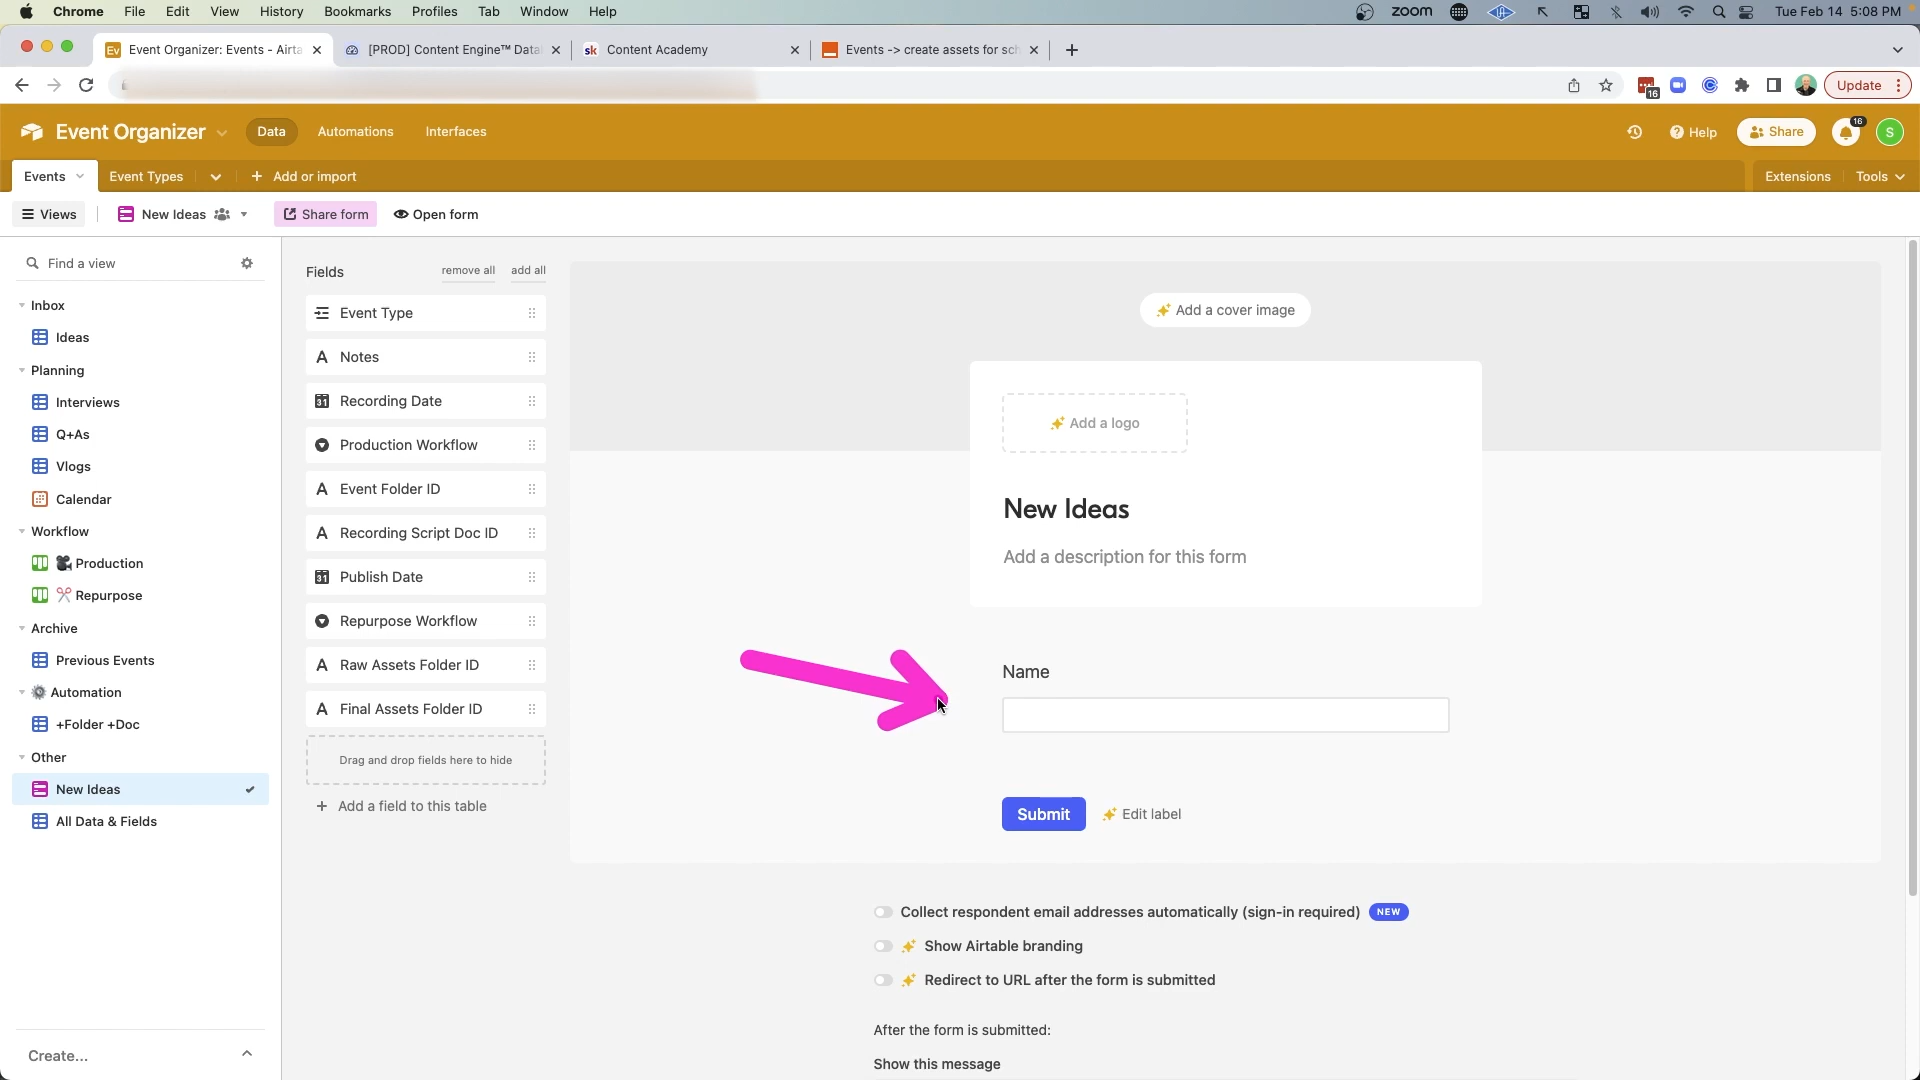 Chrome File Edit View History Bookmarks Profiles Tab Window Help zoom Tue Feb 14 5:08 PM
Ev Event Organizer: Events - Airta [PROD] Content Engine™ Datab sk Content Academy Events -> create assets for sch
16 Update
Event Organizer Data Automations Interfaces Help Share 16 S
Events Event Types Add or import Extensions Tools
Views New Ideas Share form Open form
Find a view
Inbox
Ideas
Planning
Interviews
Q+As
Vlogs
Calendar
Workflow
Production
Repurpose
Archive
Previous Events
Automation
+Folder +Doc
Other
New Ideas
All Data & Fields
Create...
Fields remove all add all
Event Type
A Notes
31 Recording Date
Production Workflow
A Event Folder ID
A Recording Script Doc ID
31 Publish Date
Repurpose Workflow
A Raw Assets Folder ID
A Final Assets Folder ID
Drag and drop fields here to hide
Add a field to this table
Add a cover image
Add a logo
New Ideas
Add a description for this form
Name
Submit Edit label
Collect respondent email addresses automatically (sign-in required) NEW
Show Airtable branding
Redirect to URL after the form is submitted
After the form is submitted:
Show this message